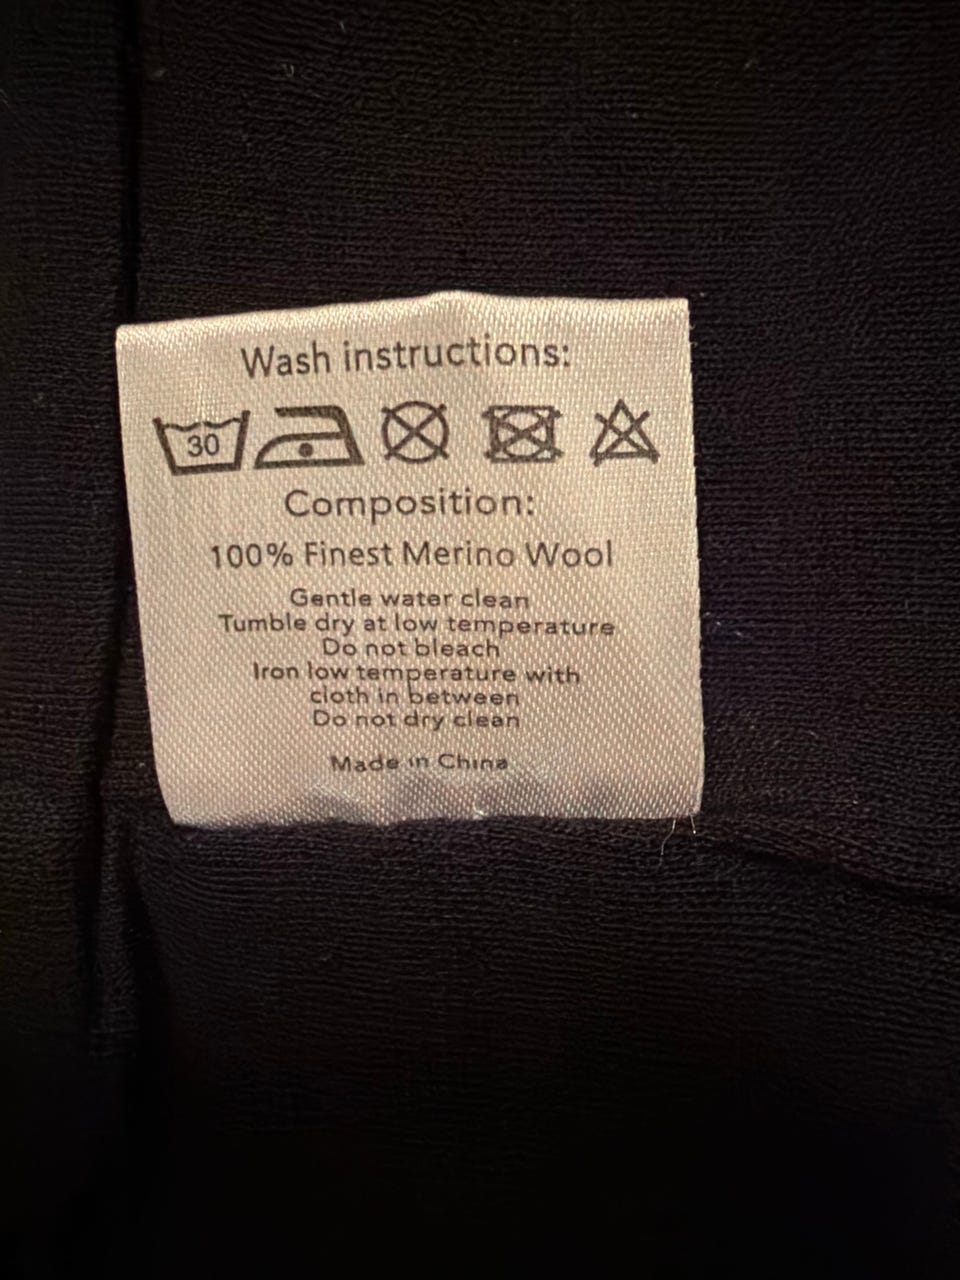 Wash instructions:
30
Composition:
100% Finest Merino Wool
Gentle water clean
Tumble dry at low temperature
Do not bleach
Iron low temperature with
cloth in between
Do not dry clean
Made in China